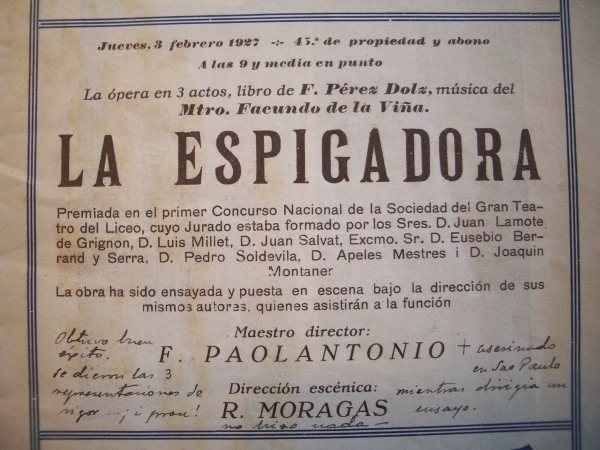 Jueves, 3 febrero 1927 -:- 45.ª de propiedad y abono
A las 9 y media en punto
La ópera en 3 actos, libro de F. Pérez Dolz, música del
Mtro. Facundo de la Viña.
LA ESPIGADORA
Premiada en el primer Concurso Nacional de la Sociedad del Gran Tea-
tro del Liceo, cuyo Jurado estaba formado por los Sres. D. Juan Lamote
de Grignon, D. Luis Millet, D. Juan Salvat, Excmo. Sr. D. Eusebio Ber-
trand y Serra, D. Pedro Soldevila, D. Apeles Mestres i D. Joaquin
Montaner
La obra ha sido ensayada y puesta en escena bajo la dirección de sus
mismos autores, quienes asistirán a la función
Maestro director:
F. PAOLANTONIO
Dirección escénica:
R. MORAGAS
no hizo nada —
Obtuvo buen
éxito.
se dieron las 3
representaciones de
rigor ...; i prou!
+ asesinado
en Sao Paulo
mientras dirigía un
ensayo.